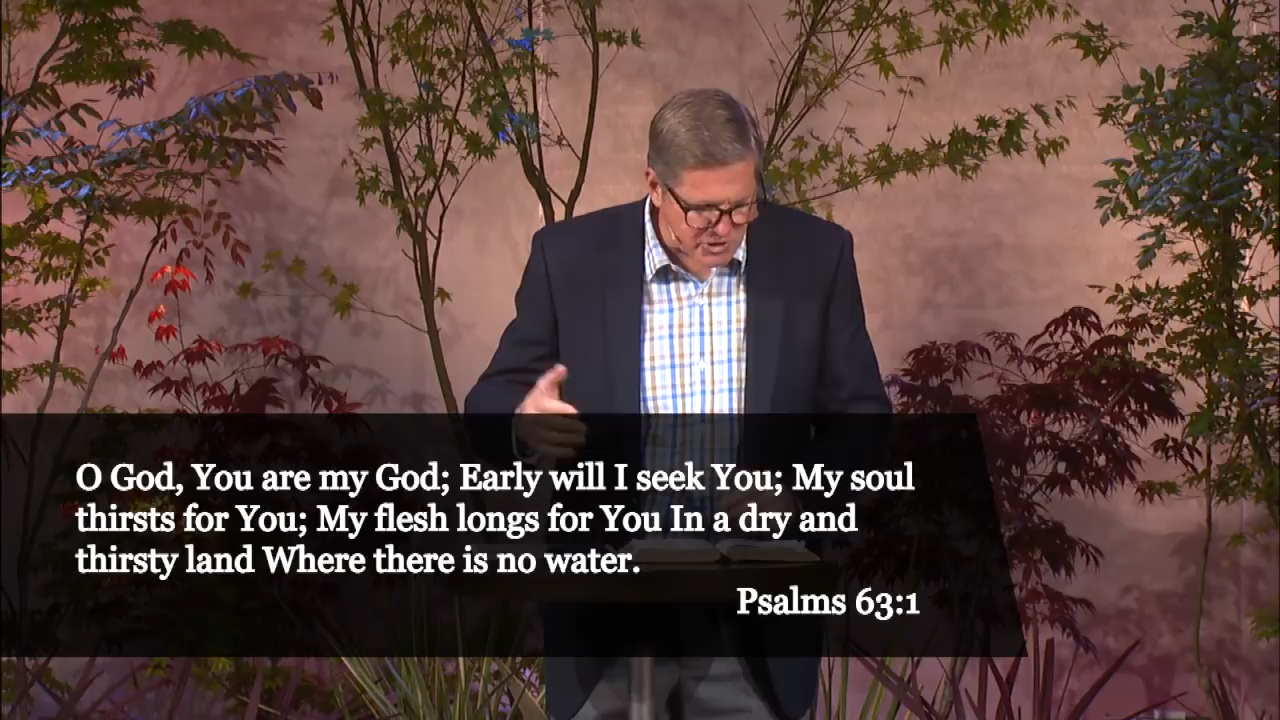 O God, You are my God; Early will I seek You; My soul
thirsts for You; My flesh longs for You In a dry and
thirsty land Where there is no water.
Psalms 63:1